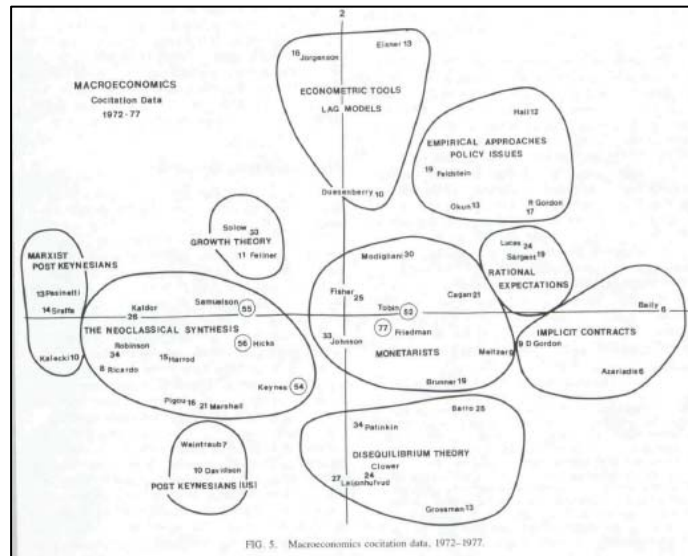 2
MACROECONOMICS
Cocitation Data
1972-77
18 Jorgenson
Eisner 13
ECONOMETRIC TOOLS
LAG MODELS
Duesenberry 10
Hall 12
EMPIRICAL APPROACHES
POLICY ISSUES
19 Feldstein
Okun 13
R Gordon
17
Solow 33
GROWTH THEORY
11 Fellner
MARXIST
POST KEYNESIANS
13 Pasinetti
14 Sraffa
Kalecki 10
Kaldor
26
Samuelson 55
THE NEOCLASSICAL SYNTHESIS
Robinson
34
8 Ricardo
15 Harrod
56 Hicks
Keynes 54
Pigou 16
21 Marshall
Modigliani 30
Fisher
25
Tobin 53
Cagan 21
77 Friedman
33
Johnson
MONETARISTS
Meltzer 9
Brunner 19
Lucas 24
Sargent 19
RATIONAL
EXPECTATIONS
Baily 6
IMPLICIT CONTRACTS
9 D Gordon
Azariadis 6
Weintraub 7
10 Davidson
POST KEYNESIANS (US)
Barro 25
34 Patinkin
DISEQUILIBRIUM THEORY
Clower
24
27 Leijonhufvud
Grossman 13
FIG. 5. Macroeconomics cocitation data, 1972–1977.